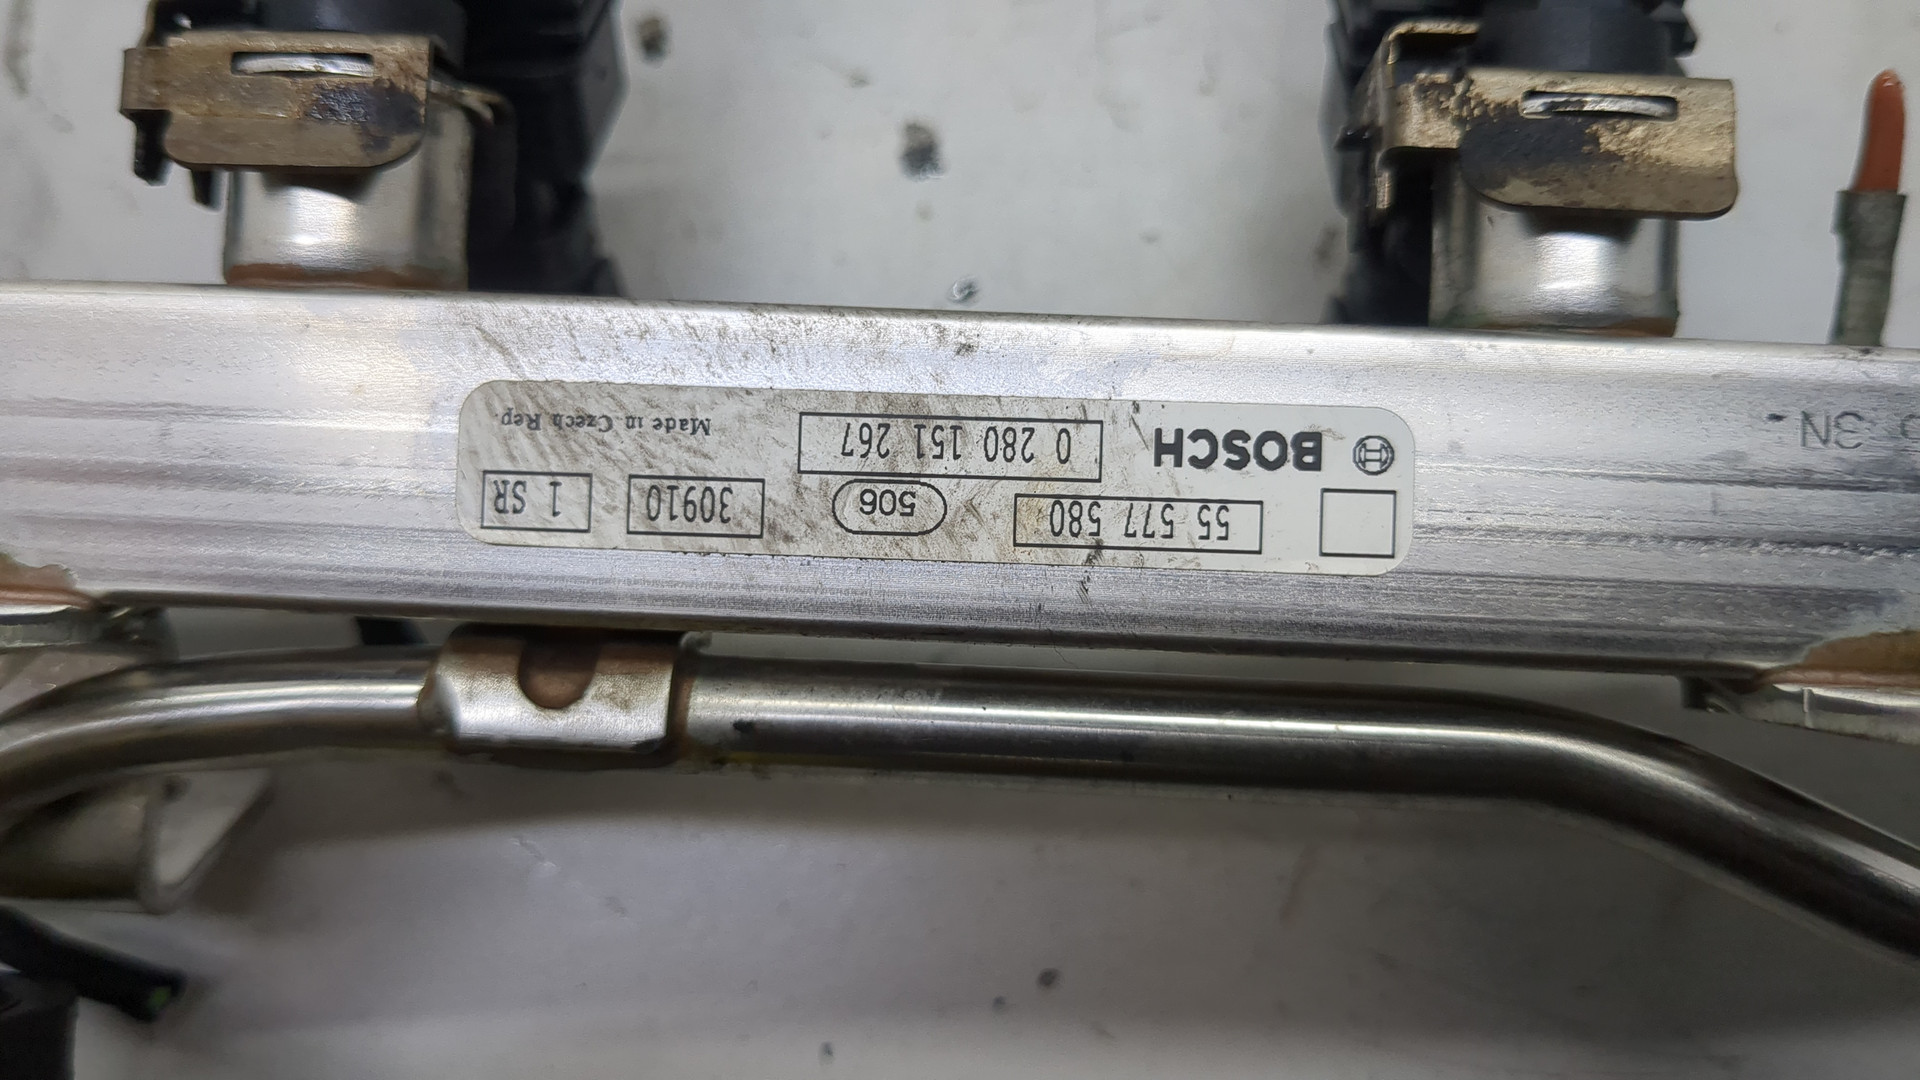 55 577 580 506 30910 1 SR
BOSCH 0 280 151 267 Made in Czech Rep.